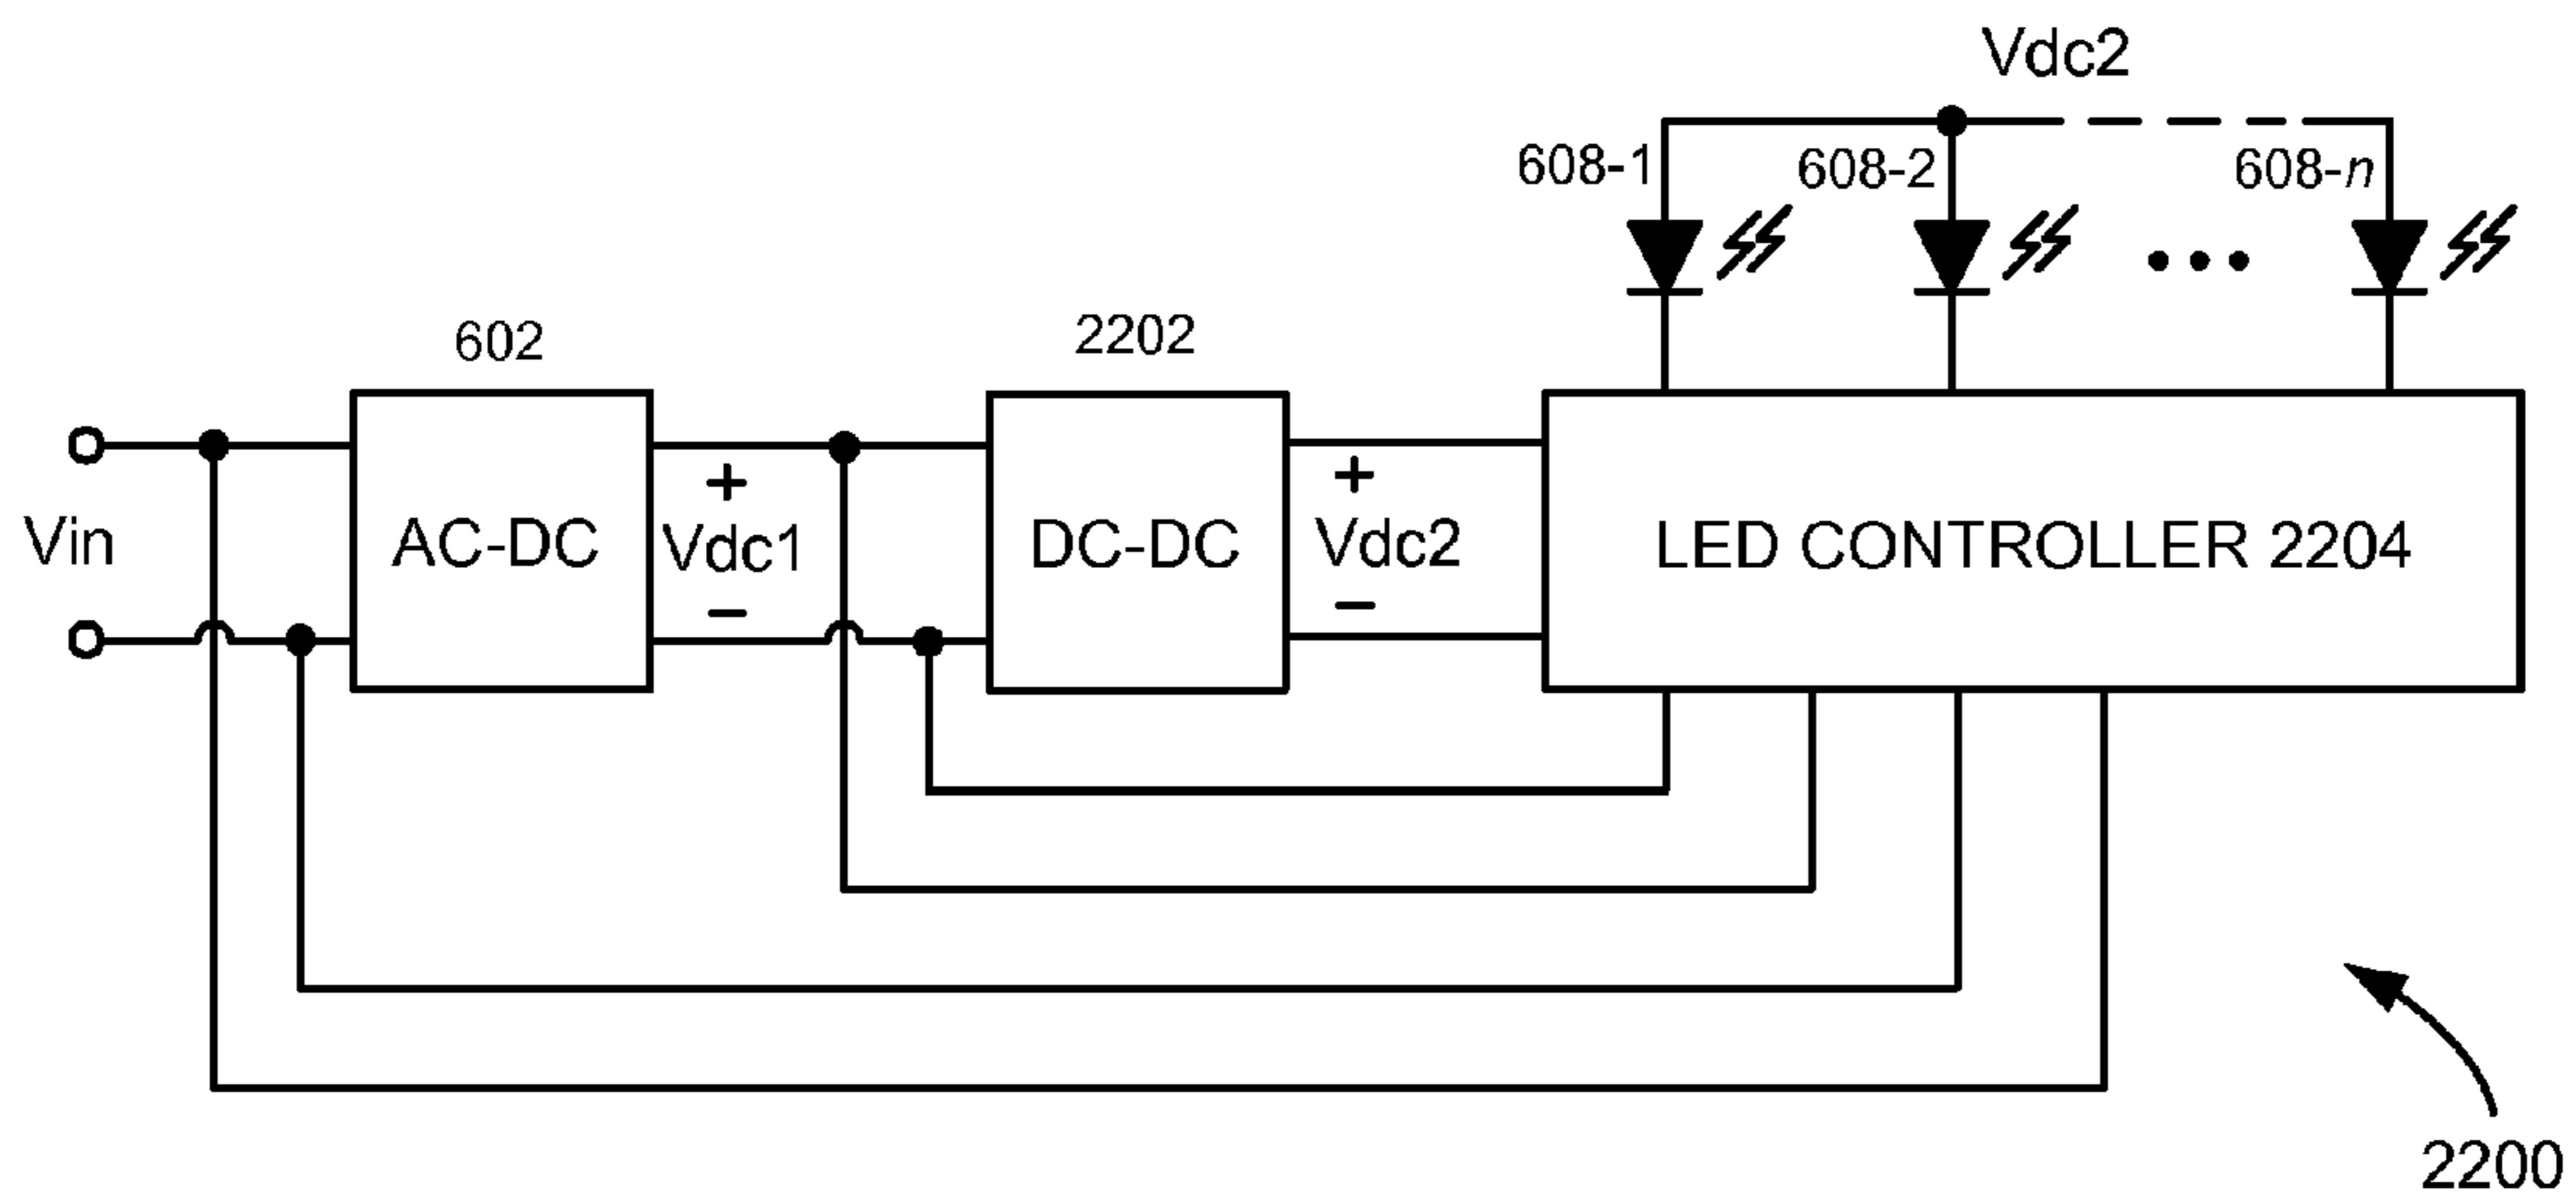 Vdc2
608-1
608-2
608-n
602
2202
Vin
AC-DC
+
Vdc1
−
DC-DC
+
Vdc2
−
LED CONTROLLER 2204
2200